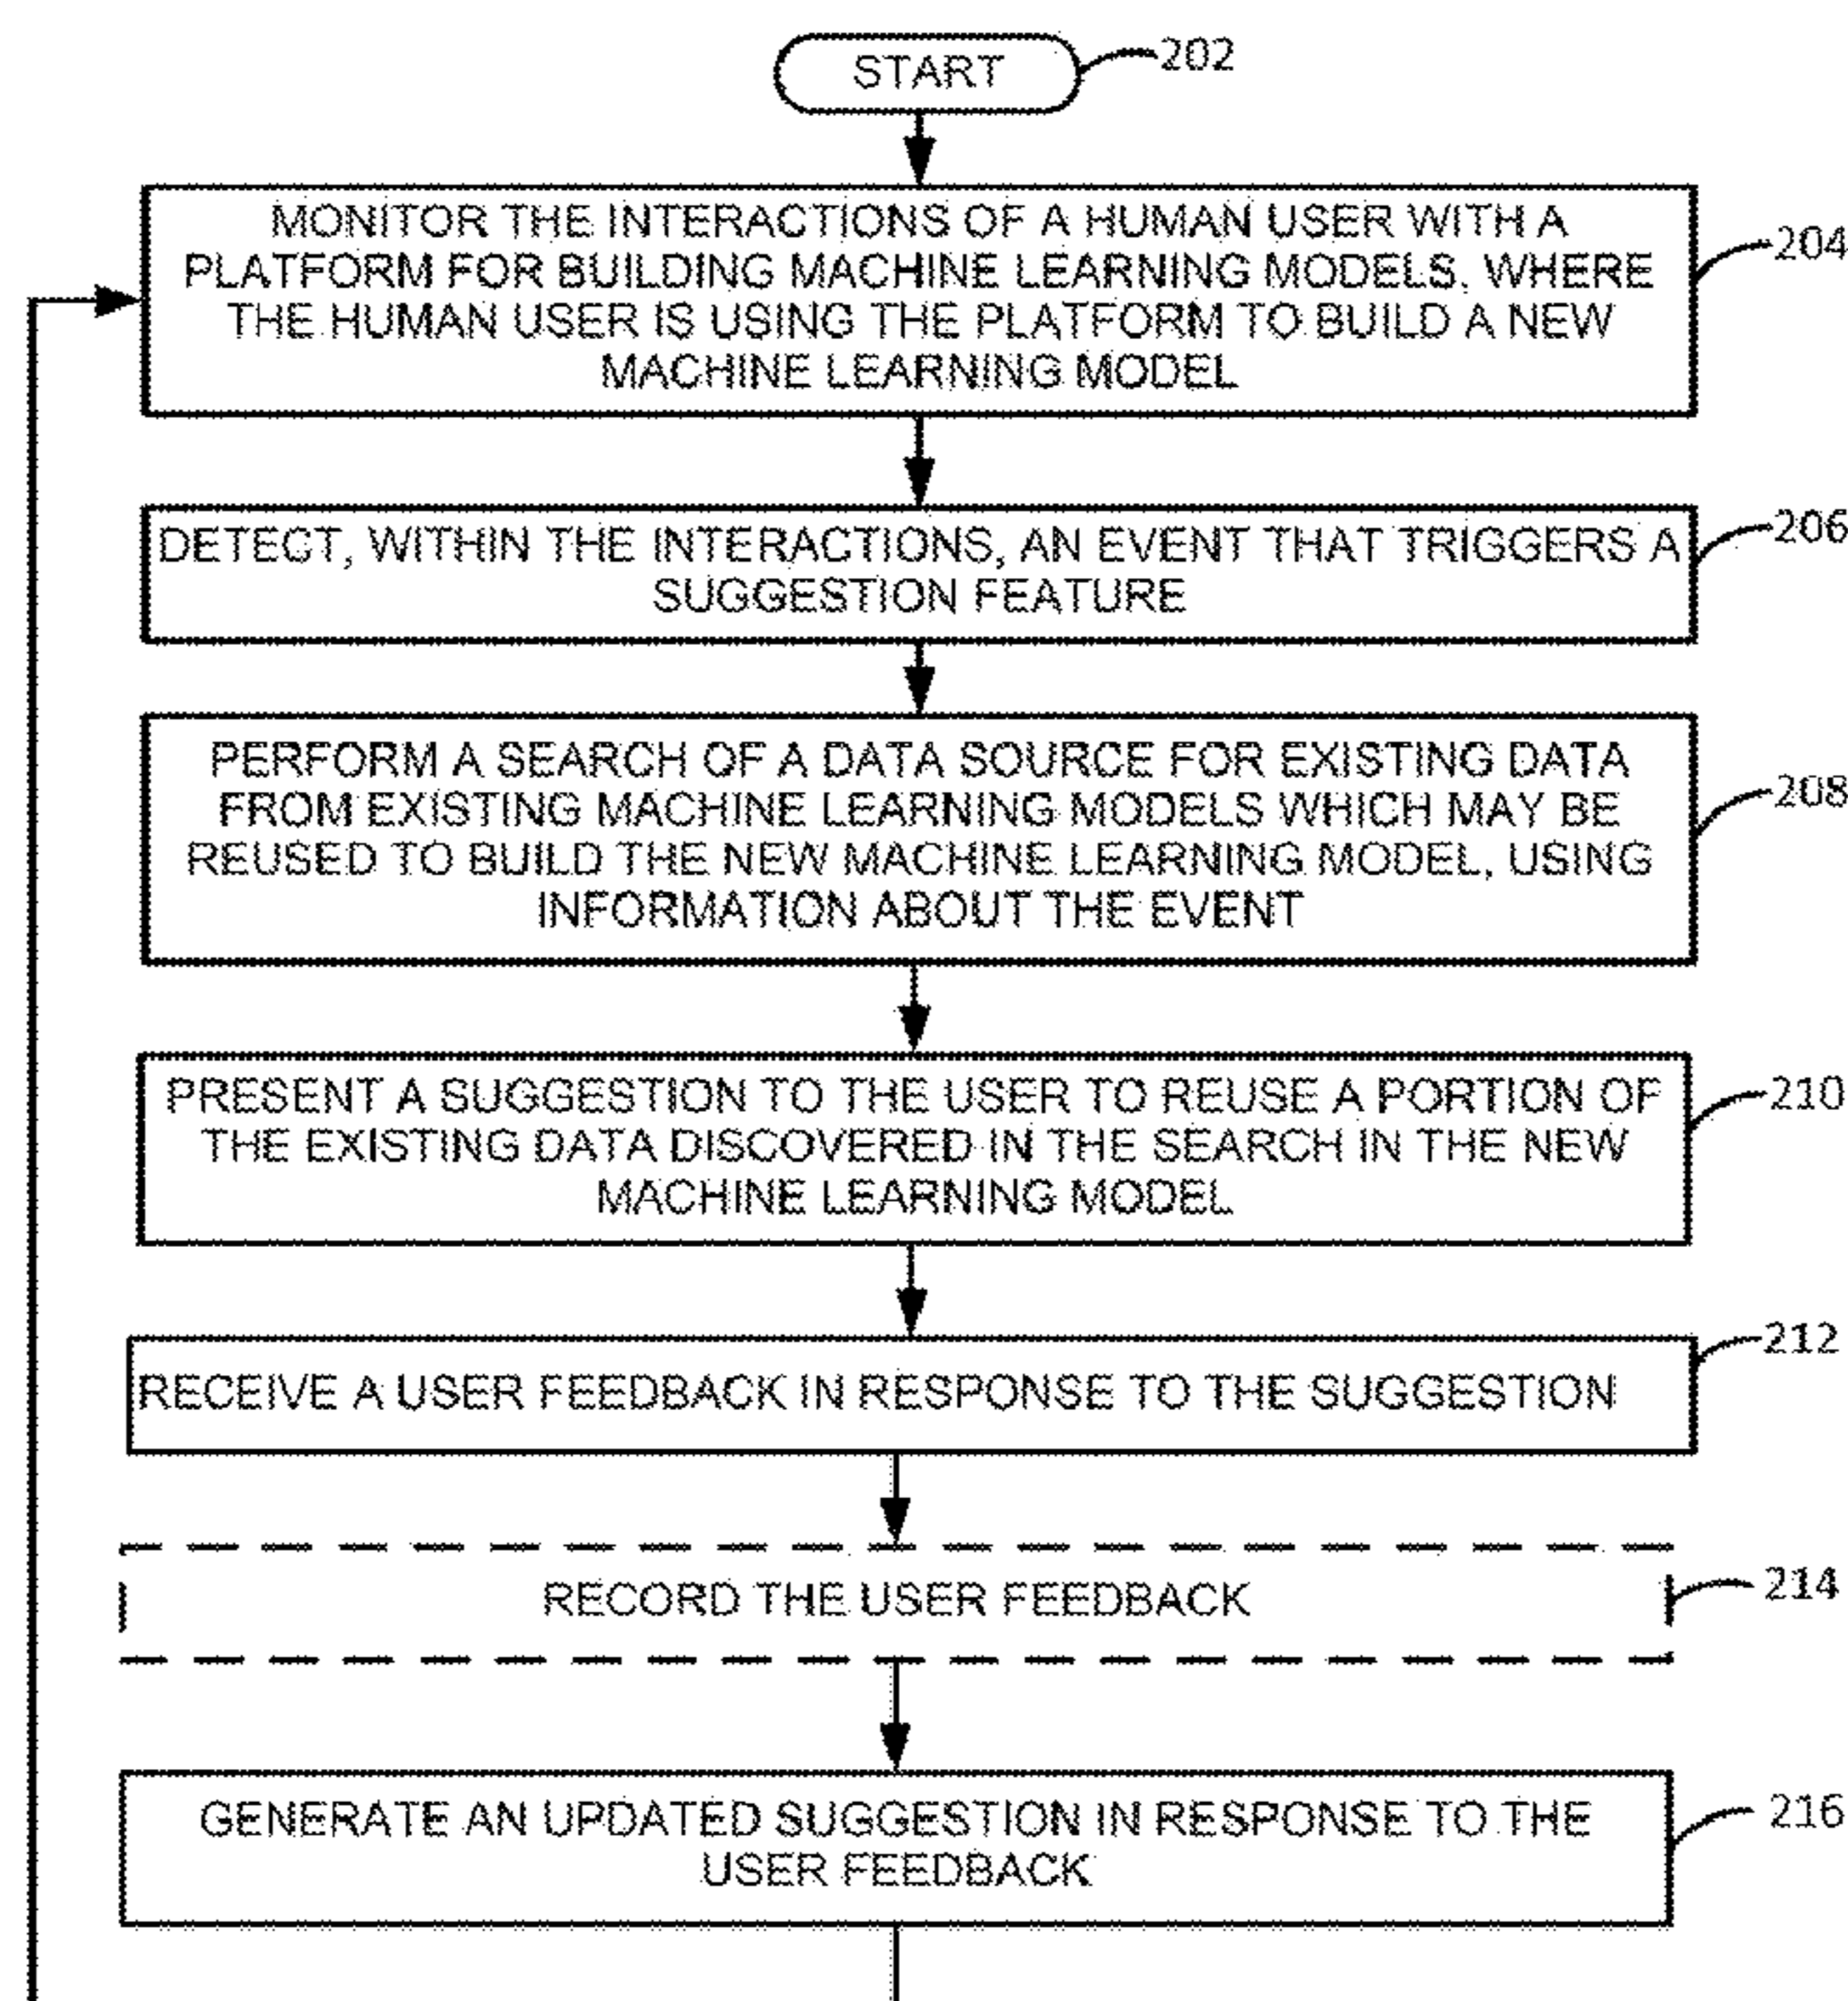 START
202
MONITOR THE INTERACTIONS OF A HUMAN USER WITH A
PLATFORM FOR BUILDING MACHINE LEARNING MODELS, WHERE
THE HUMAN USER IS USING THE PLATFORM TO BUILD A NEW
MACHINE LEARNING MODEL
204
DETECT, WITHIN THE INTERACTIONS, AN EVENT THAT TRIGGERS A
SUGGESTION FEATURE
206
PERFORM A SEARCH OF A DATA SOURCE FOR EXISTING DATA
FROM EXISTING MACHINE LEARNING MODELS WHICH MAY BE
REUSED TO BUILD THE NEW MACHINE LEARNING MODEL, USING
INFORMATION ABOUT THE EVENT
208
PRESENT A SUGGESTION TO THE USER TO REUSE A PORTION OF
THE EXISTING DATA DISCOVERED IN THE SEARCH IN THE NEW
MACHINE LEARNING MODEL
210
RECEIVE A USER FEEDBACK IN RESPONSE TO THE SUGGESTION
212
RECORD THE USER FEEDBACK
214
GENERATE AN UPDATED SUGGESTION IN RESPONSE TO THE
USER FEEDBACK
216